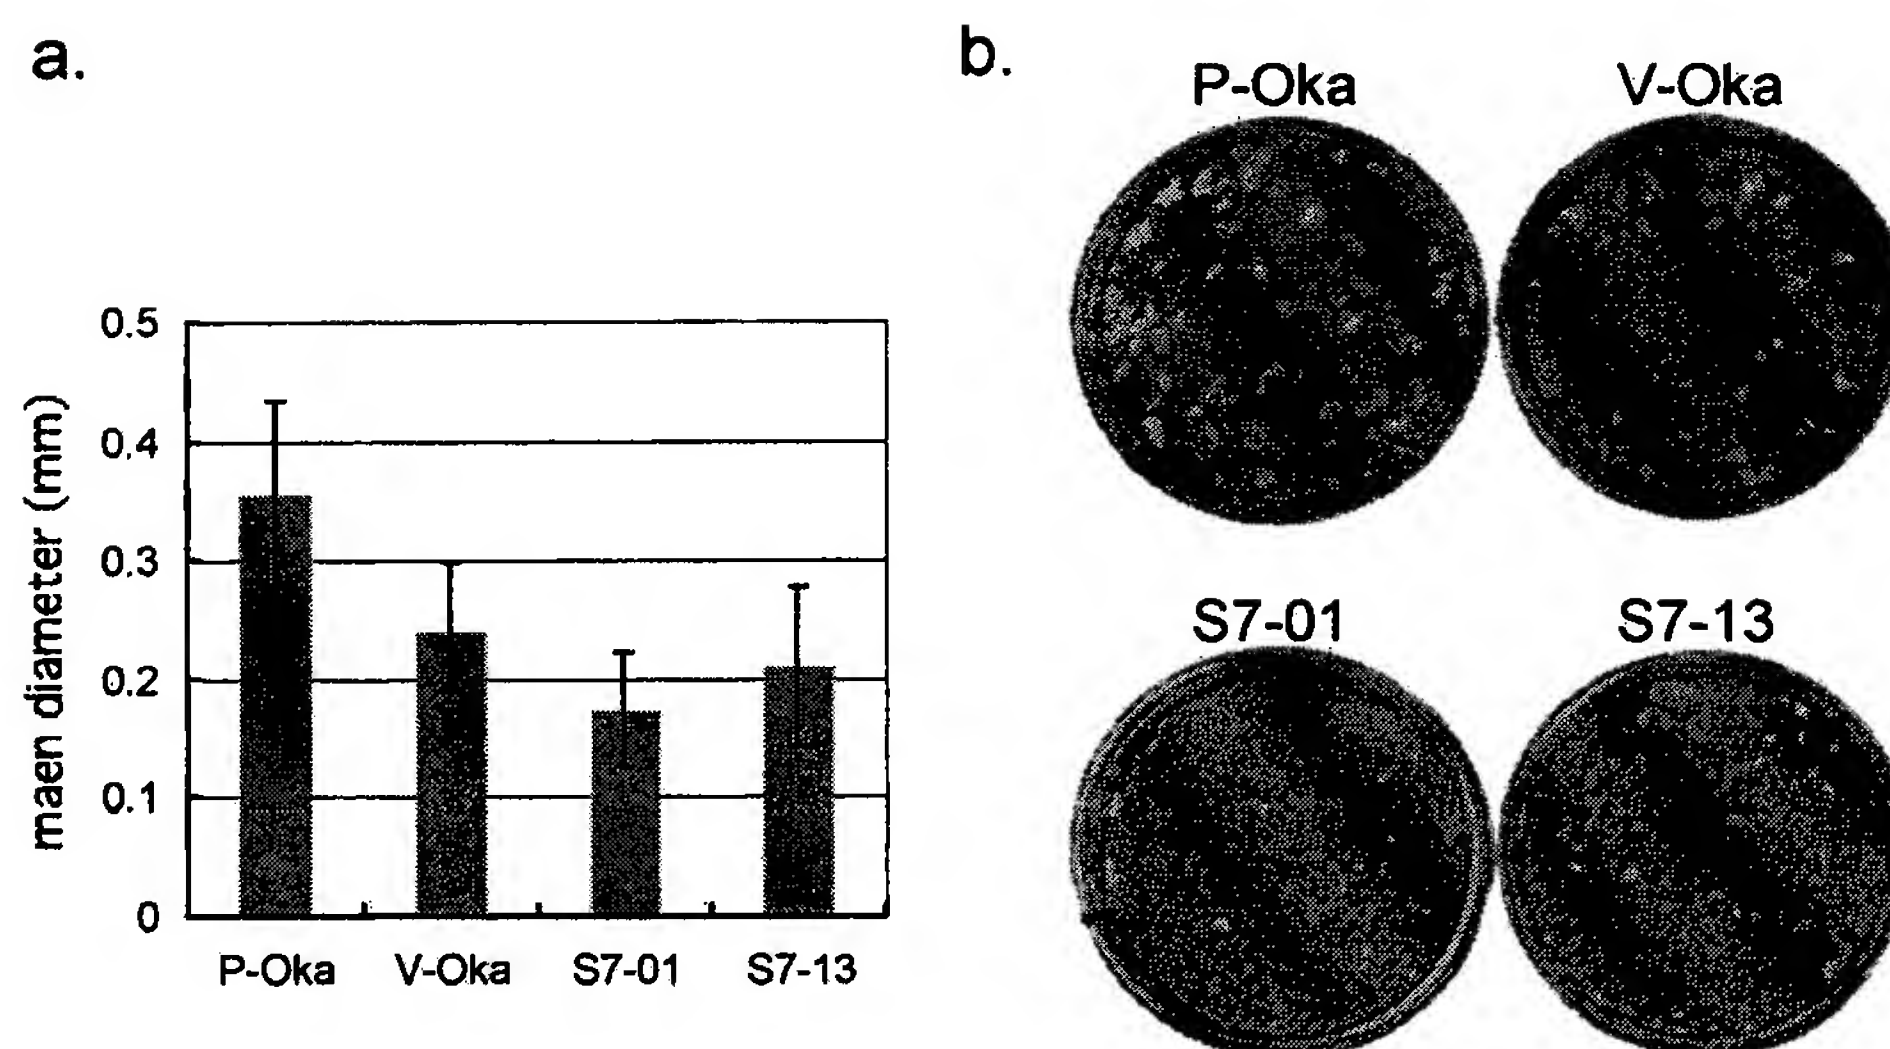 a.
0.5
0.4
0.3
0.2
0.1
0
maen diameter (mm)
P-Oka V-Oka S7-01 S7-13
b.
P-Oka V-Oka
S7-01 S7-13